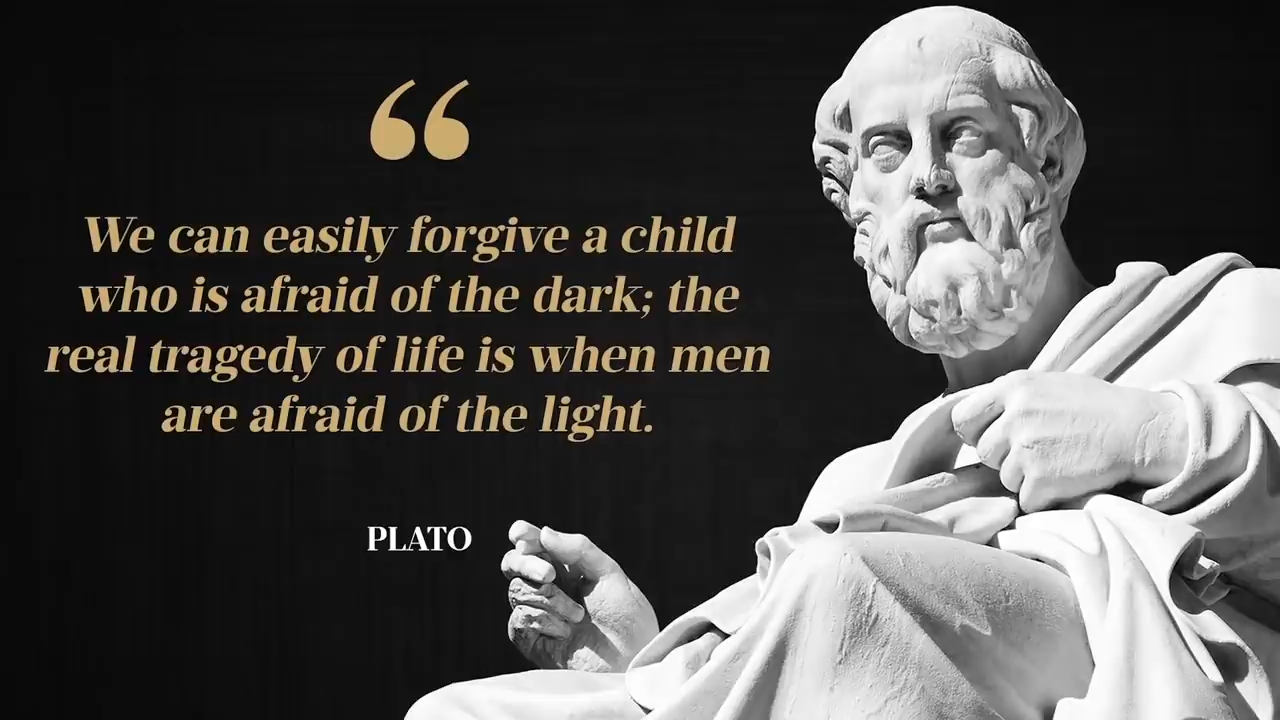 “
We can easily forgive a child
who is afraid of the dark; the
real tragedy of life is when men
are afraid of the light.
PLATO